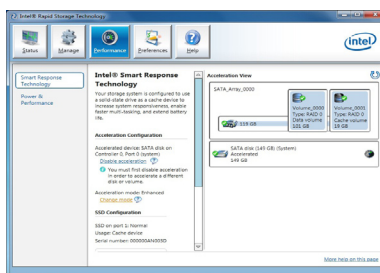 Intel® Rapid Storage Technology
Status
Manage
Performance
Preferences
Help
intel
Smart Response
Technology
Power &
Performance
Intel® Smart Response
Technology
Your storage system is configured to use
a solid-state drive as a cache device to
increase system responsiveness, enable
faster multi-tasking, and extend battery
life.
Acceleration Configuration
Accelerated device: SATA disk on
Controller 0, Port 0 (system)
Disable acceleration
You must first disable acceleration
in order to accelerate a different
disk or volume.
Acceleration mode: Enhanced
Change mode
SSD Configuration
SSD on port 1: Normal
Usage: Cache device
Serial number: 000000AN003D
Acceleration View
SATA_Array_0000
119 GB
Volume_0000
Type: RAID 0
Data volume
101 GB
Volume_0001
Type: RAID 0
Cache volume
19 GB
SATA disk (149 GB) (System)
Accelerated
149 GB
More help on this page